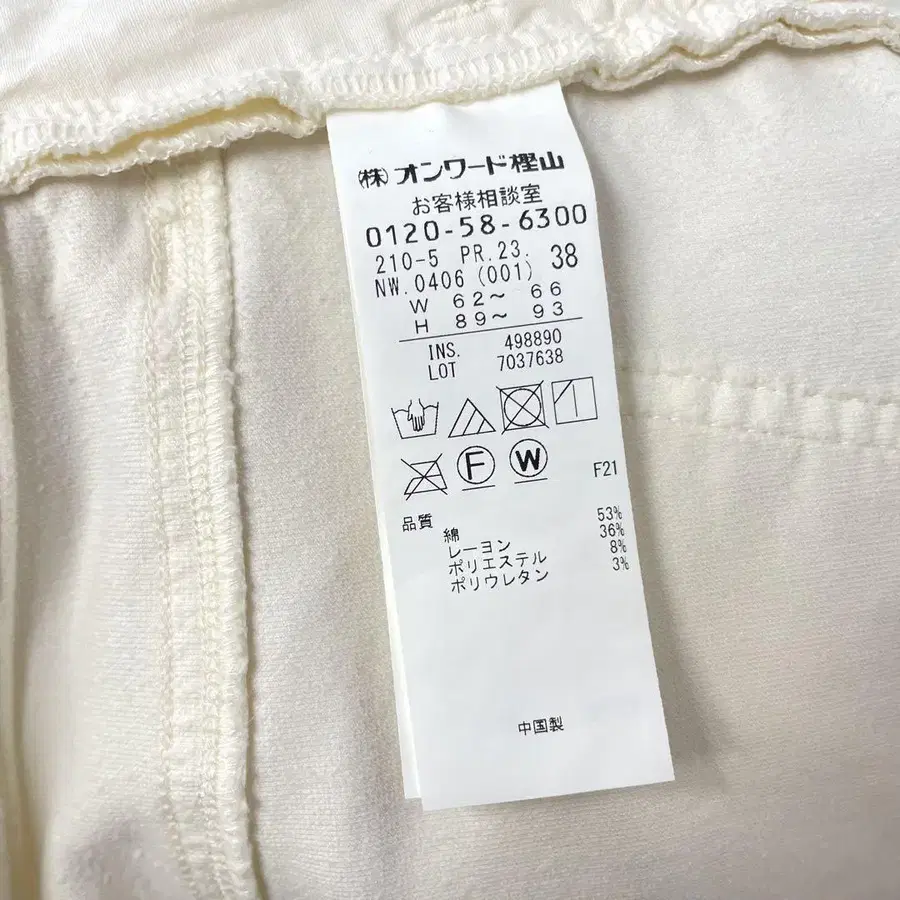 ㈱オンワード樫山
お客様相談室
0120-58-6300
210-5 PR.23. 38
NW.0406 (001)
W 62～ 66
H 89～ 93
INS. 498890
LOT 7037638
F
W
F21
品質
綿 53%
レーヨン 36%
ポリエステル 8%
ポリウレタン 3%
中国製